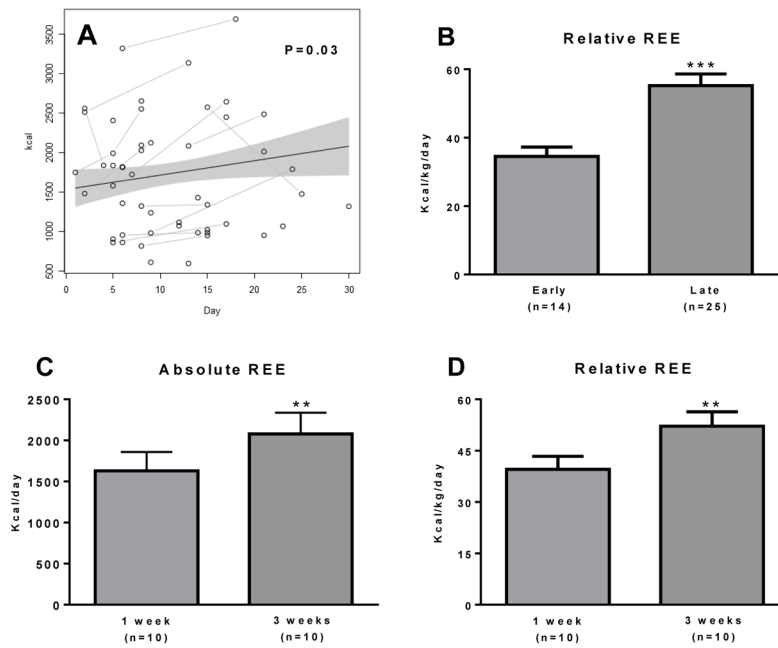 A
P=0.03
kcal
3500
3000
2500
2000
1500
1000
500
0 5 10 15 20 25 30
Day
B
Relative REE
***
Kcal/kg/day
60
40
20
0
Early
(n=14)
Late
(n=25)
C
Absolute REE
**
Kcal/day
2500
2000
1500
1000
500
0
1 week
(n=10)
3 weeks
(n=10)
D
Relative REE
**
Kcal/kg/day
60
45
30
15
0
1 week
(n=10)
3 weeks
(n=10)